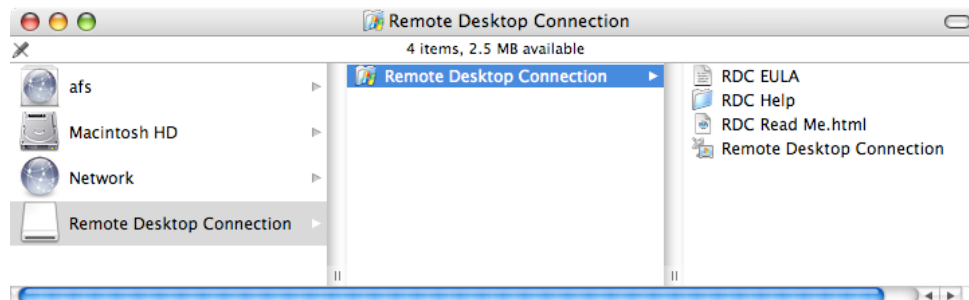 Remote Desktop Connection
4 items, 2.5 MB available
afs
Macintosh HD
Network
Remote Desktop Connection
Remote Desktop Connection
RDC EULA
RDC Help
RDC Read Me.html
Remote Desktop Connection